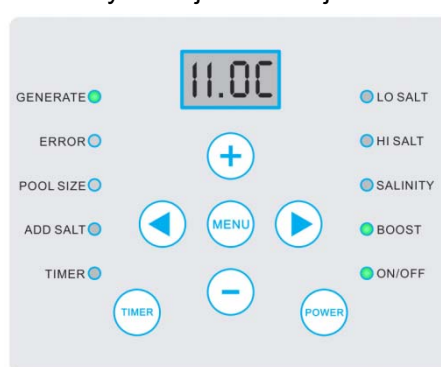 11.0C
GENERATE
LO SALT
ERROR
+
HI SALT
POOL SIZE
MENU
SALINITY
ADD SALT
BOOST
TIMER
−
ON/OFF
TIMER
POWER